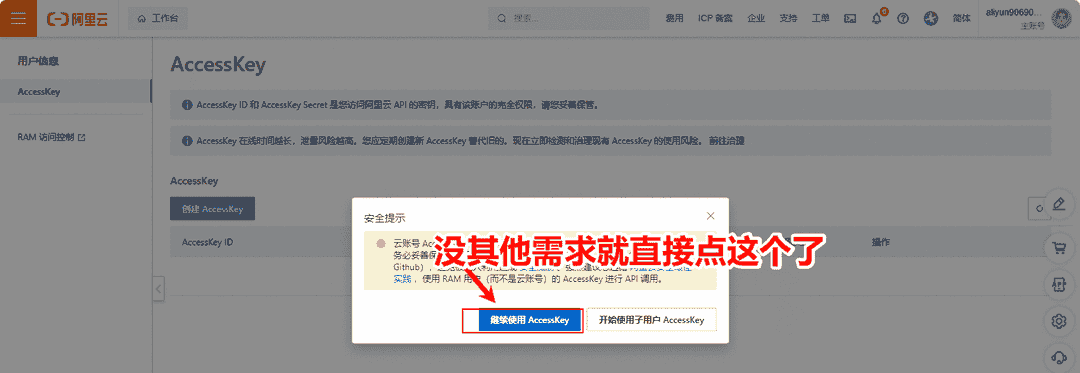 阿里云
工作台
搜索...
费用
ICP 备案
企业
支持
工单
简体
aliyun90690...
主账号
用户信息
AccessKey
RAM 访问控制
AccessKey
AccessKey ID 和 AccessKey Secret 是您访问阿里云 API 的密钥，具有该账户的完全权限，请您妥善保管。
AccessKey 在线时间越长，泄露风险越高。您应定期创建新 AccessKey 替代旧的。现在立即检测和治理现有 AccessKey 的使用风险。 前往治理
AccessKey
创建 AccessKey
AccessKey ID
操作
安全提示
云账号
务必妥善保
没其他需求就直接点这个了
Github）
实践 ，使用 RAM 用户（而不是云账号）的 AccessKey 进行 API 调用。
继续使用 AccessKey
开始使用子用户 AccessKey